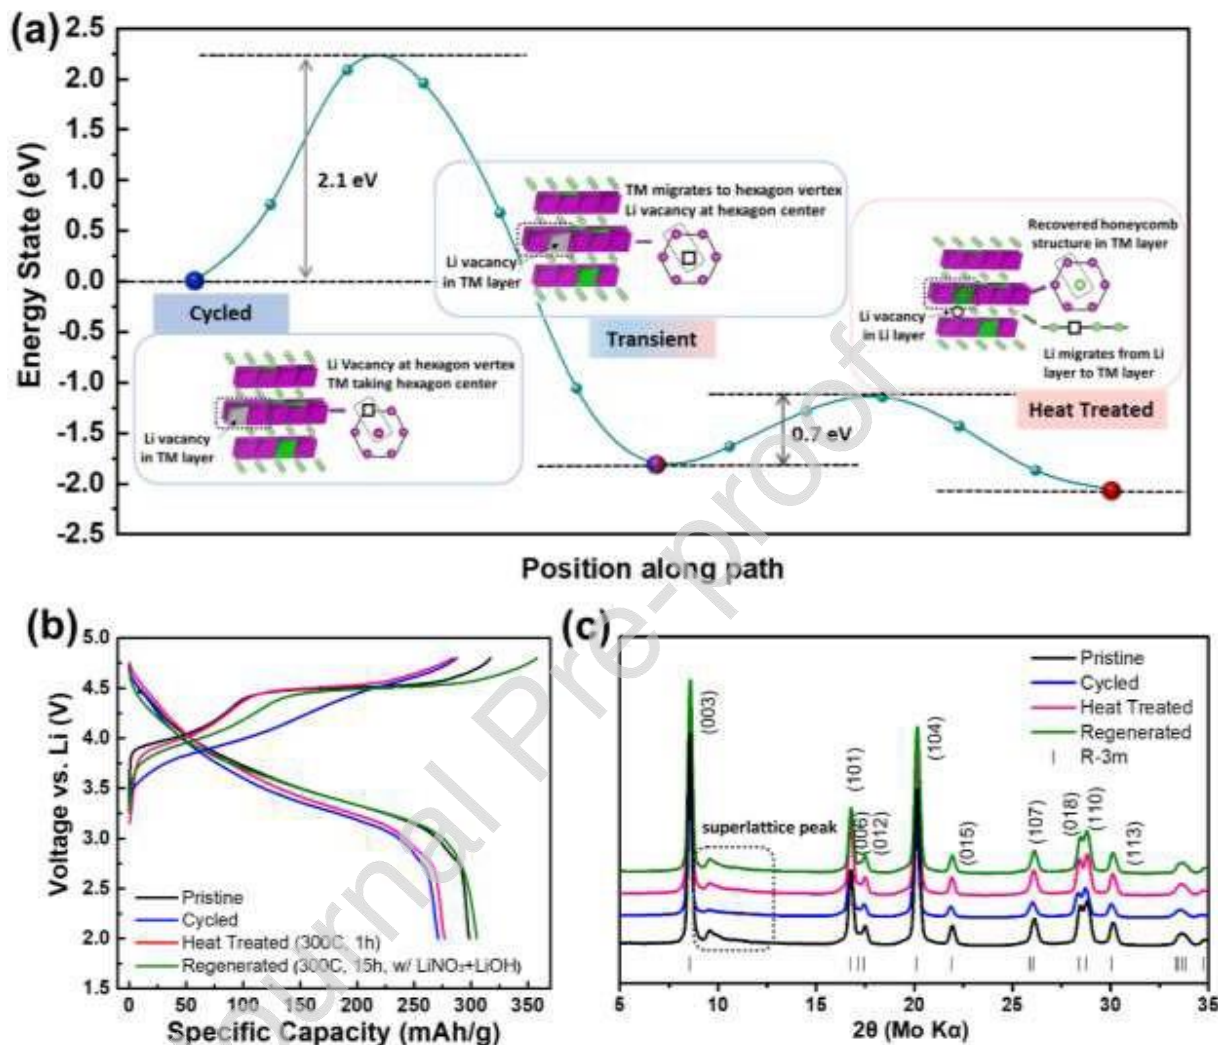 (a)
2.5
2.0
1.5
1.0
0.5
0.0
-0.5
-1.0
-1.5
-2.0
-2.5
Energy State (eV)
2.1 eV
Cycled
Li Vacancy at hexagon vertex
TM taking hexagon center
Li vacancy
in TM layer
TM migrates to hexagon vertex
Li vacancy at hexagon center
Li vacancy
in TM layer
Transient
0.7 eV
Recovered honeycomb
structure in TM layer
Li vacancy
in Li layer
Li migrates from Li
layer to TM layer
Heat Treated
Position along path
(b)
5.0
4.5
4.0
3.5
3.0
2.5
2.0
1.5
Voltage vs. Li (V)
Pristine
Cycled
Heat Treated (300C, 1h)
Regenerated (300C, 15h, w/ LiNO₃+LiOH)
0 50 100 150 200 250 300 350
Specific Capacity (mAh/g)
(c)
Pristine
Cycled
Heat Treated
Regenerated
R-3m
(003)
superlattice peak
(101)
(006)
(012)
(104)
(015)
(107)
(018)
(110)
(113)
5 10 15 20 25 30 35
2θ (Mo Kα)
ournal Pre-proof